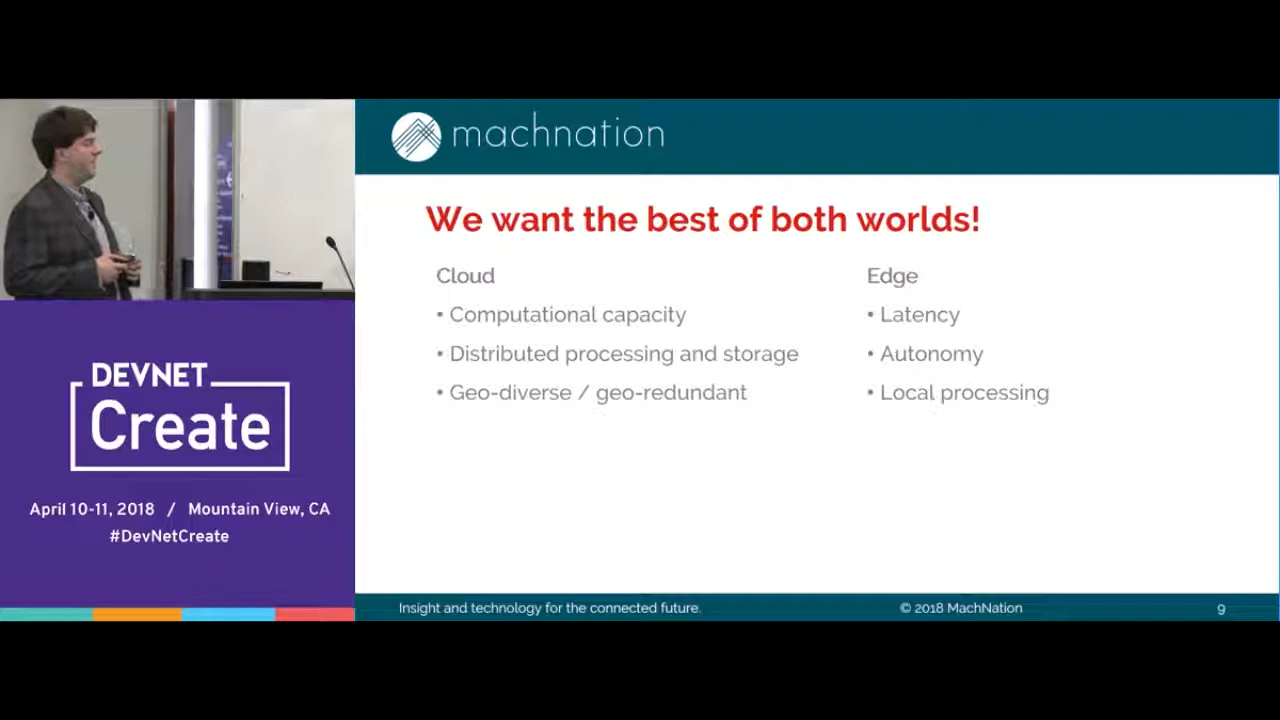 machnation
We want the best of both worlds!
Cloud
• Computational capacity
• Distributed processing and storage
• Geo-diverse / geo-redundant
Edge
• Latency
• Autonomy
• Local processing
DEVNET
Create
April 10-11, 2018 / Mountain View, CA
#DevNetCreate
Insight and technology for the connected future.
© 2018 MachNation
9